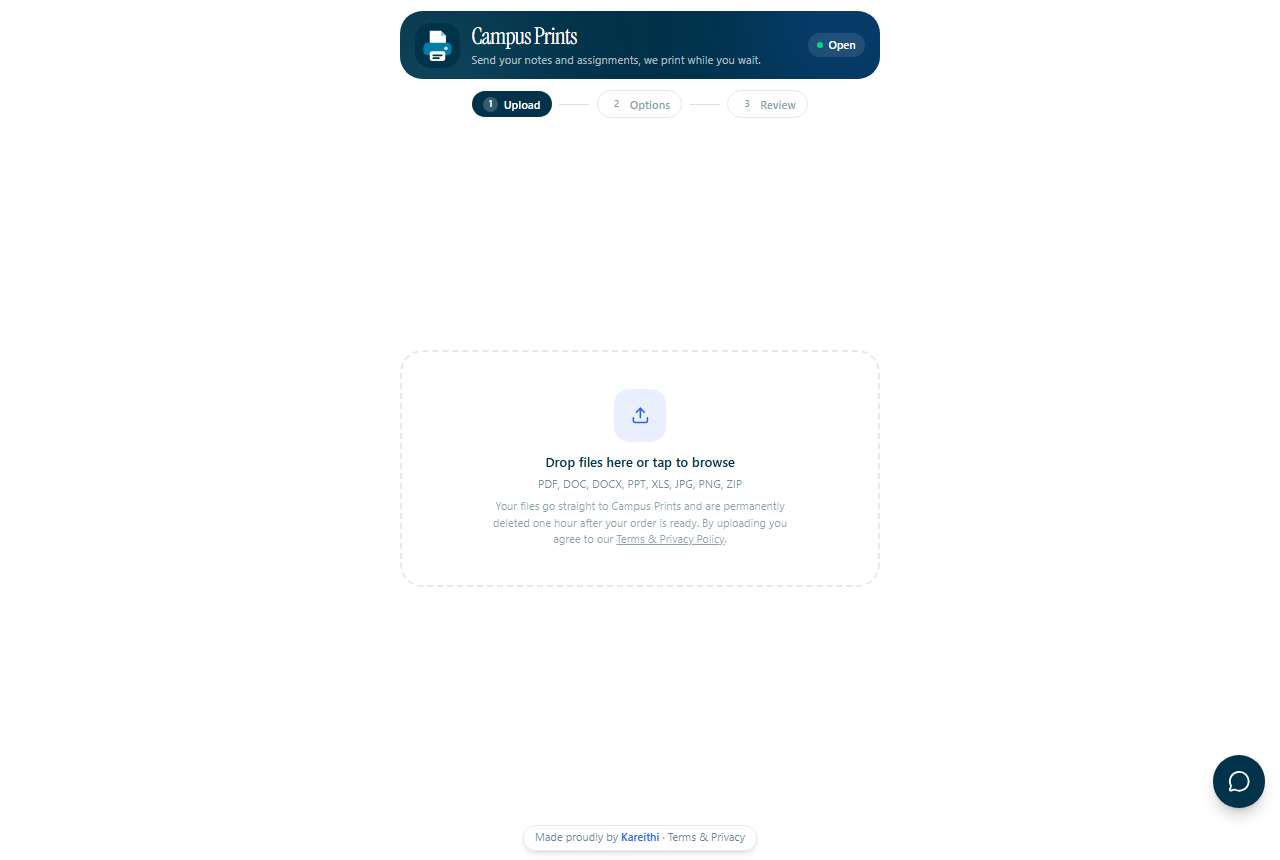 Campus Prints
Send your notes and assignments, we print while you wait.
Open
1 Upload
2 Options
3 Review
Drop files here or tap to browse
PDF, DOC, DOCX, PPT, XLS, JPG, PNG, ZIP
Your files go straight to Campus Prints and are permanently
deleted one hour after your order is ready. By uploading you
agree to our Terms & Privacy Policy.
Made proudly by Kareithi · Terms & Privacy